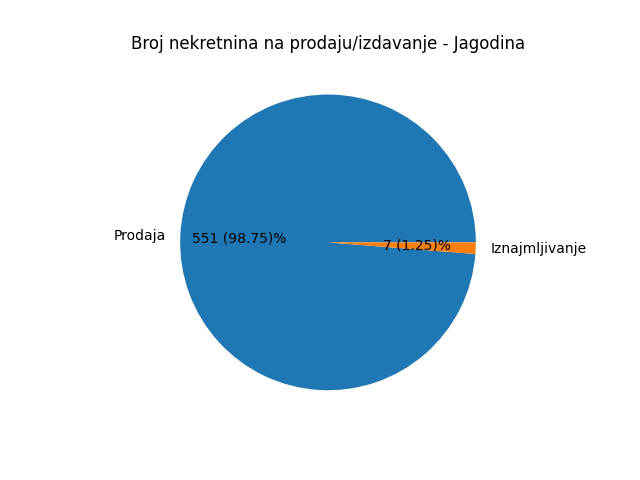 Broj nekretnina na prodaju/izdavanje - Jagodina
Prodaja
551 (98.75)%
7 (1.25)%
Iznajmljivanje